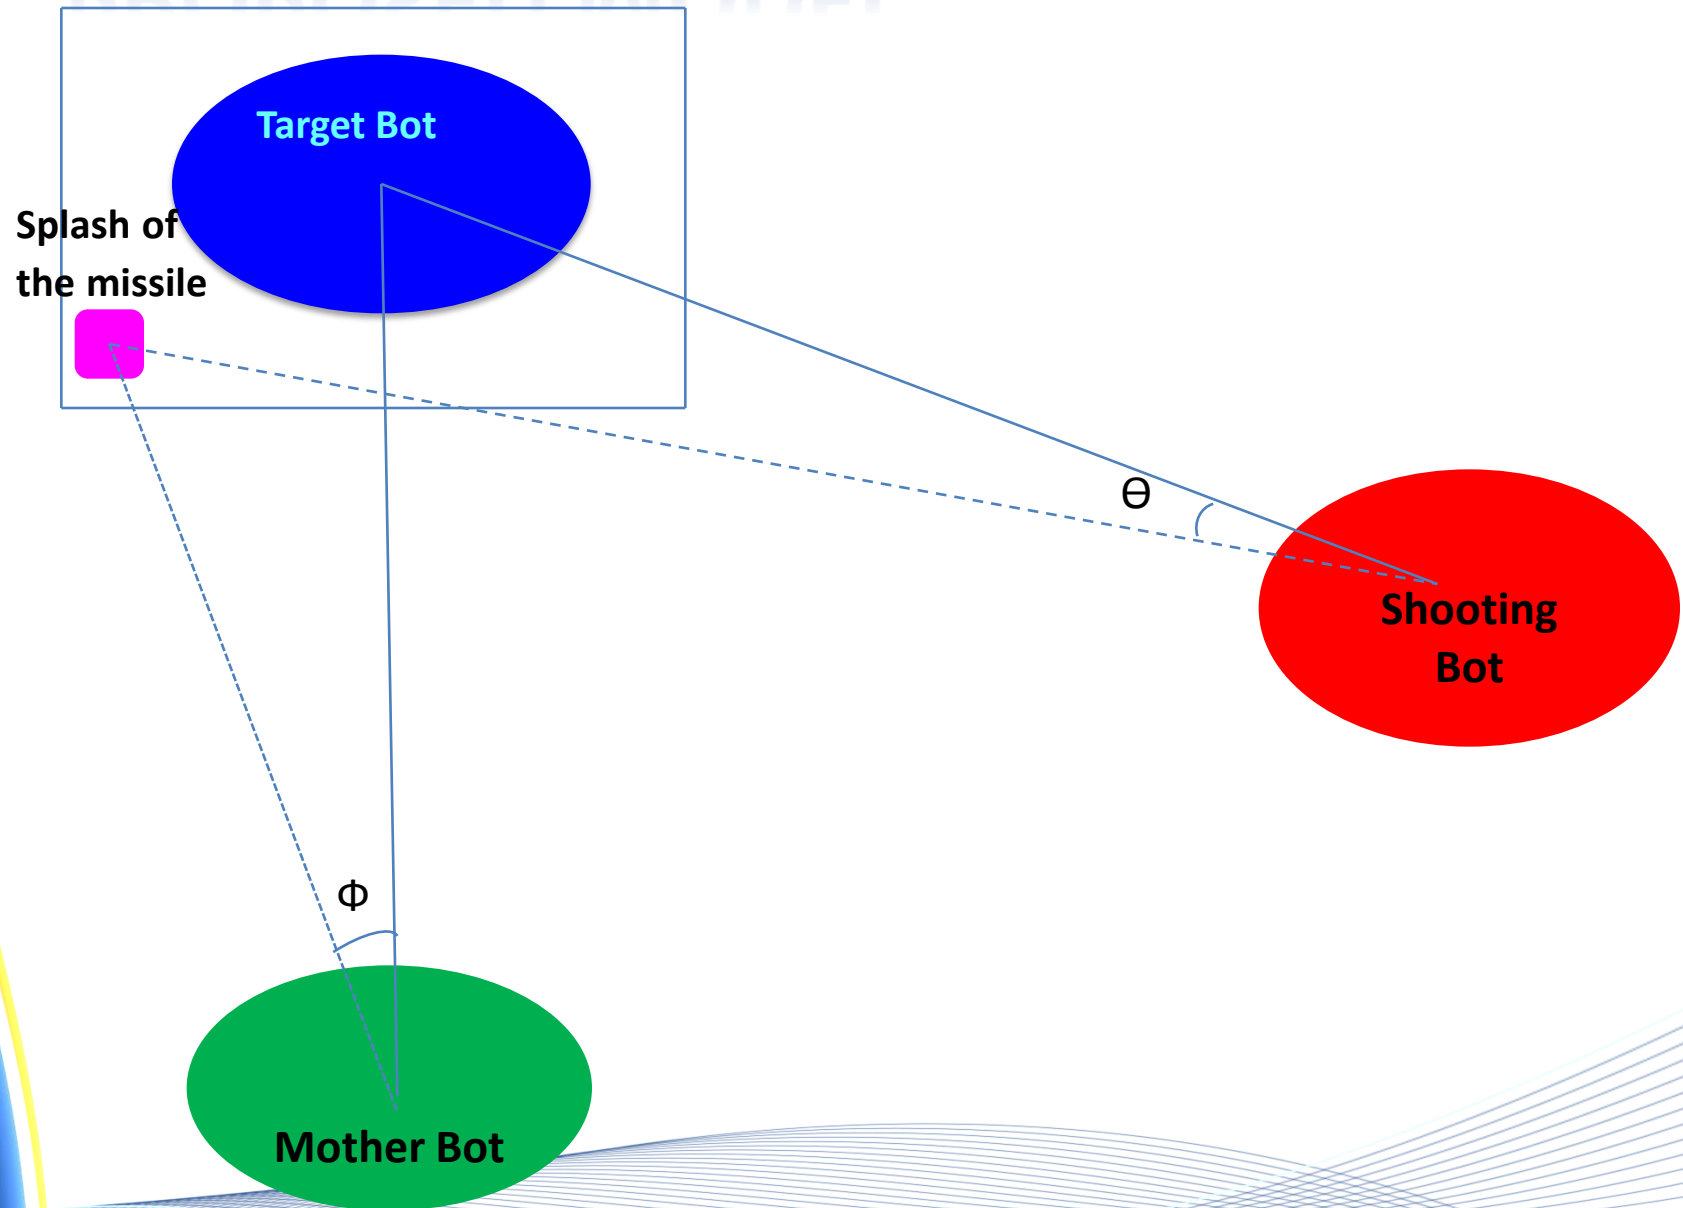 Target Bot
Splash of
the missile
Ө
Shooting
Bot
Φ
Mother Bot